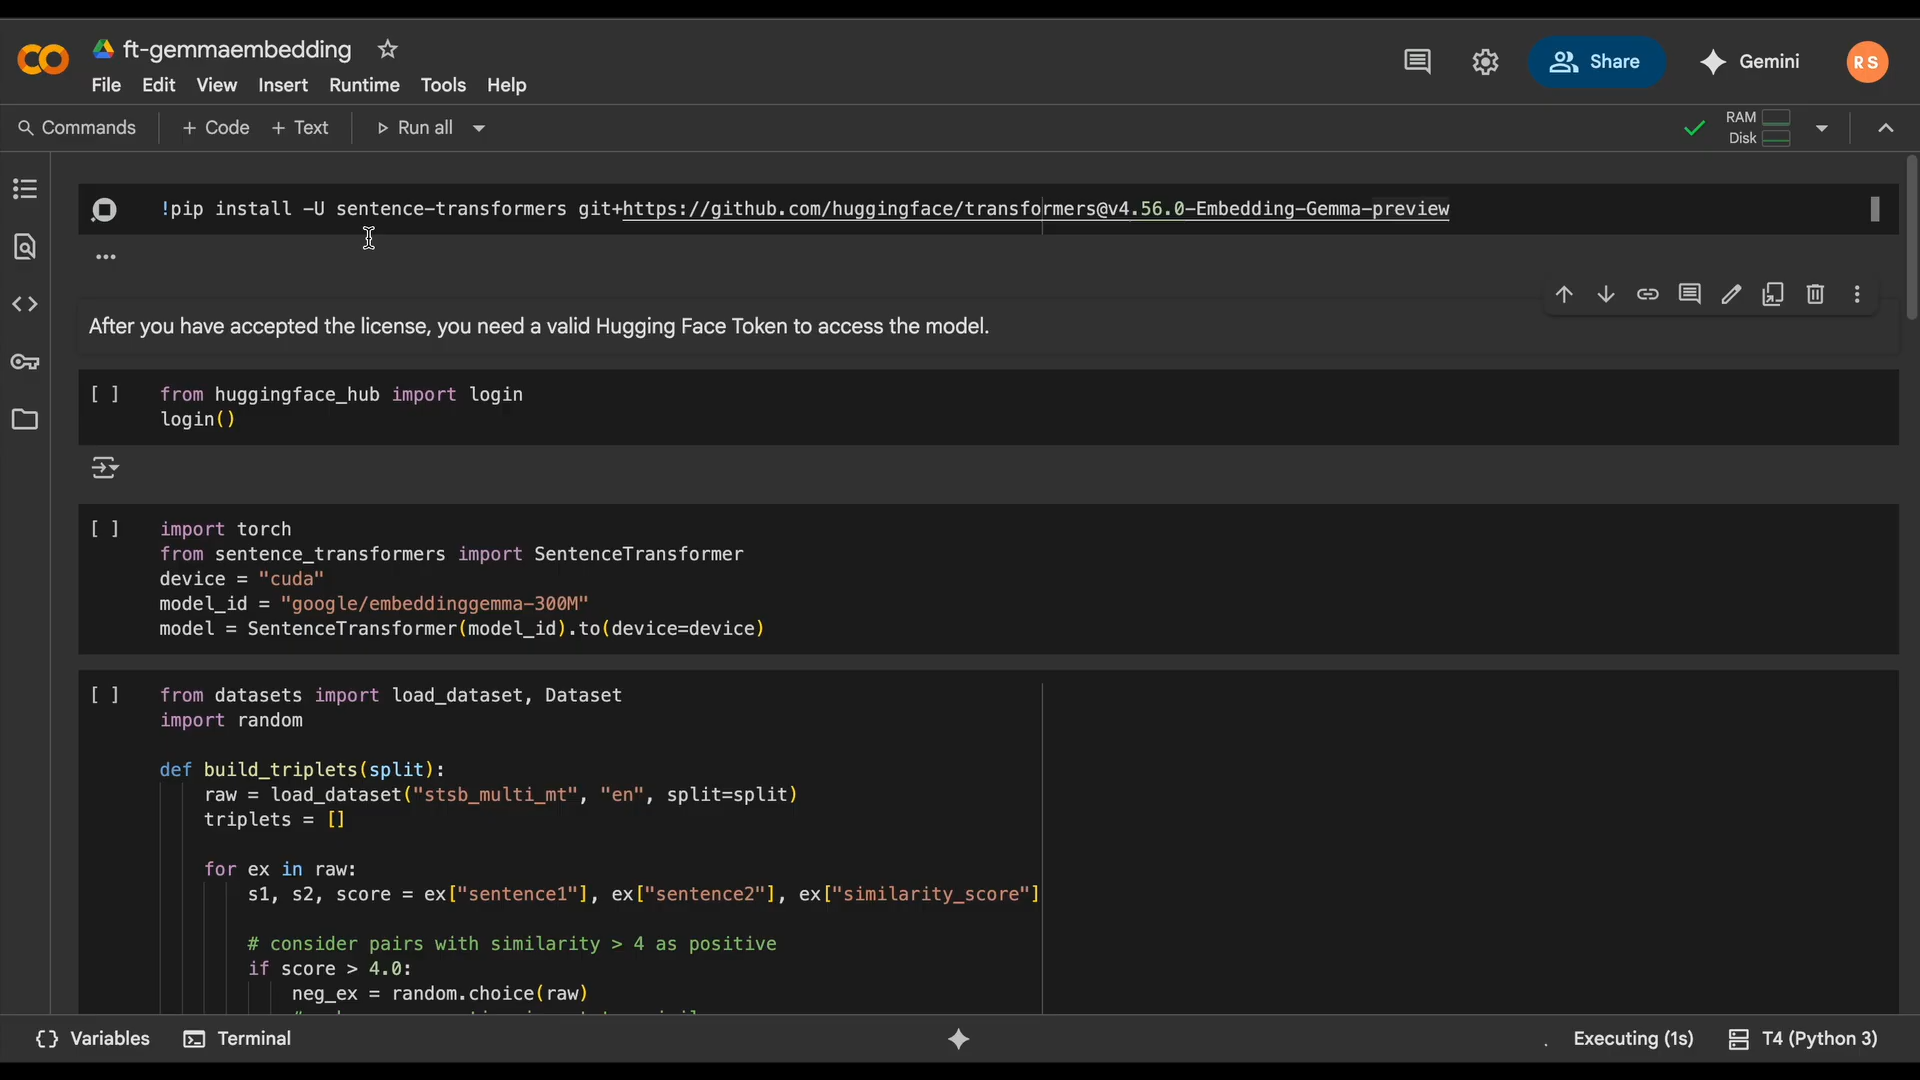 ft-gemmaembedding
File Edit View Insert Runtime Tools Help
Share
Gemini
RS
Commands + Code + Text Run all
RAM
Disk
!pip install -U sentence-transformers git+https://github.com/huggingface/transformers@v4.56.0-Embedding-Gemma-preview
...
After you have accepted the license, you need a valid Hugging Face Token to access the model.
[ ] from huggingface_hub import login
login()
[ ] import torch
from sentence_transformers import SentenceTransformer
device = "cuda"
model_id = "google/embeddinggemma-300M"
model = SentenceTransformer(model_id).to(device=device)
[ ] from datasets import load_dataset, Dataset
import random
def build_triplets(split):
raw = load_dataset("stsb_multi_mt", "en", split=split)
triplets = []
for ex in raw:
s1, s2, score = ex["sentence1"], ex["sentence2"], ex["similarity_score"]
# consider pairs with similarity > 4 as positive
if score > 4.0:
neg_ex = random.choice(raw)
{} Variables Terminal
Executing (1s) T4 (Python 3)